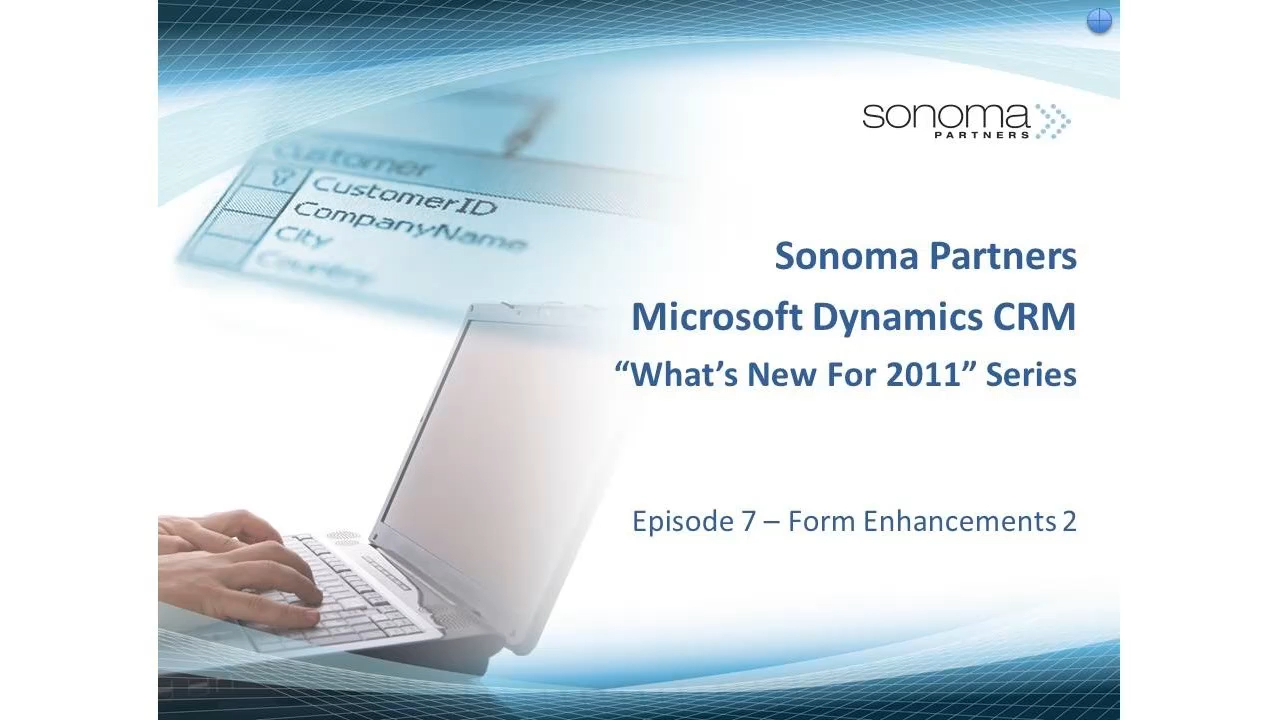 sonoma
PARTNERS
Customer
CustomerID
CompanyName
City
Country
Sonoma Partners
Microsoft Dynamics CRM
“What’s New For 2011” Series
Episode 7 – Form Enhancements 2